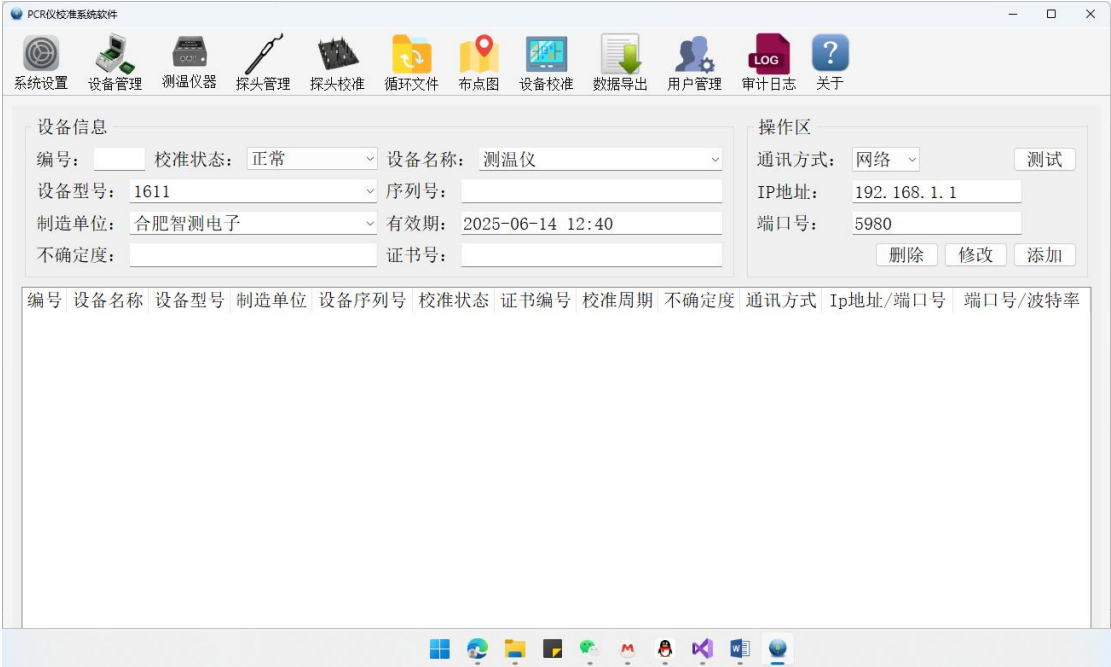 PCR仪校准系统软件
系统设置 设备管理 测温仪器 探头管理 探头校准 循环文件 布点图 设备校准 数据导出 用户管理 LOG 审计日志 ? 关于
设备信息 操作区
编号: 校准状态: 正常 设备名称: 测温仪 通讯方式: 网络 测试
设备型号: 1611 序列号: IP地址: 192.168.1.1
制造单位: 合肥智测电子 有效期: 2025-06-14 12:40 端口号: 5980
不确定度: 证书号: 删除 修改 添加
编号 设备名称 设备型号 制造单位 设备序列号 校准状态 证书编号 校准周期 不确定度 通讯方式 Ip地址/端口号 端口号/波特率